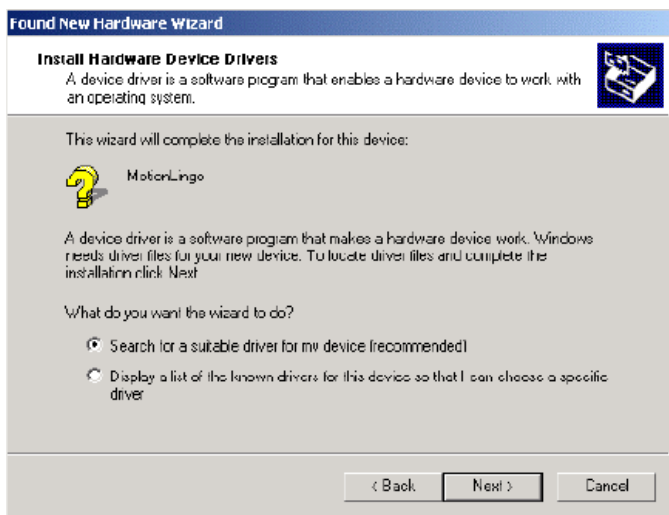 Found New Hardware Wizard
Install Hardware Device Drivers
A device driver is a software program that enables a hardware device to work with
an operating system.
This wizard will complete the installation for this device:
MotionLingo
A device driver is a software program that makes a hardware device work. Windows
needs driver files for your new device. To locate driver files and complete the
installation click Next.
What do you want the wizard to do?
Search for a suitable driver for my device (recommended)
Display a list of the known drivers for this device so that I can choose a specific
driver
< Back
Next >
Cancel